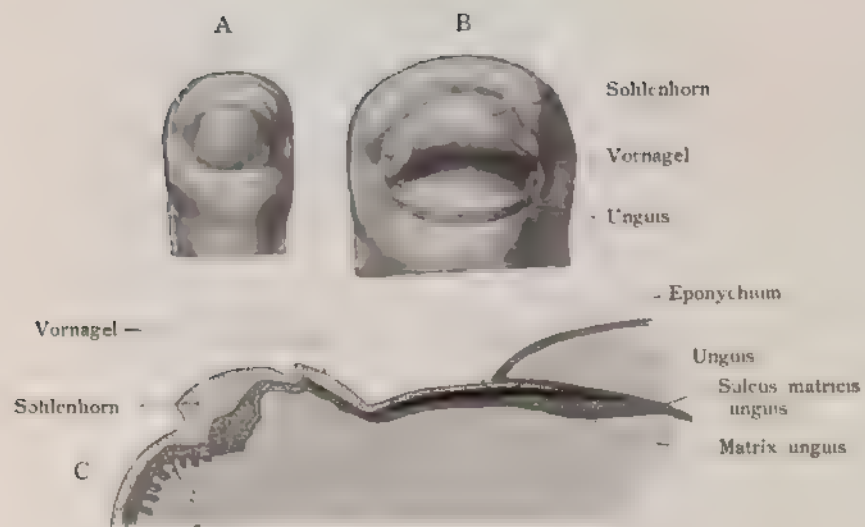 A
B
Sohlenhorn
Vornagel
Unguis
Eponychium
Vornagel
Unguis
Sulcus matricis
unguis
Sohlenhorn
Matrix unguis
C